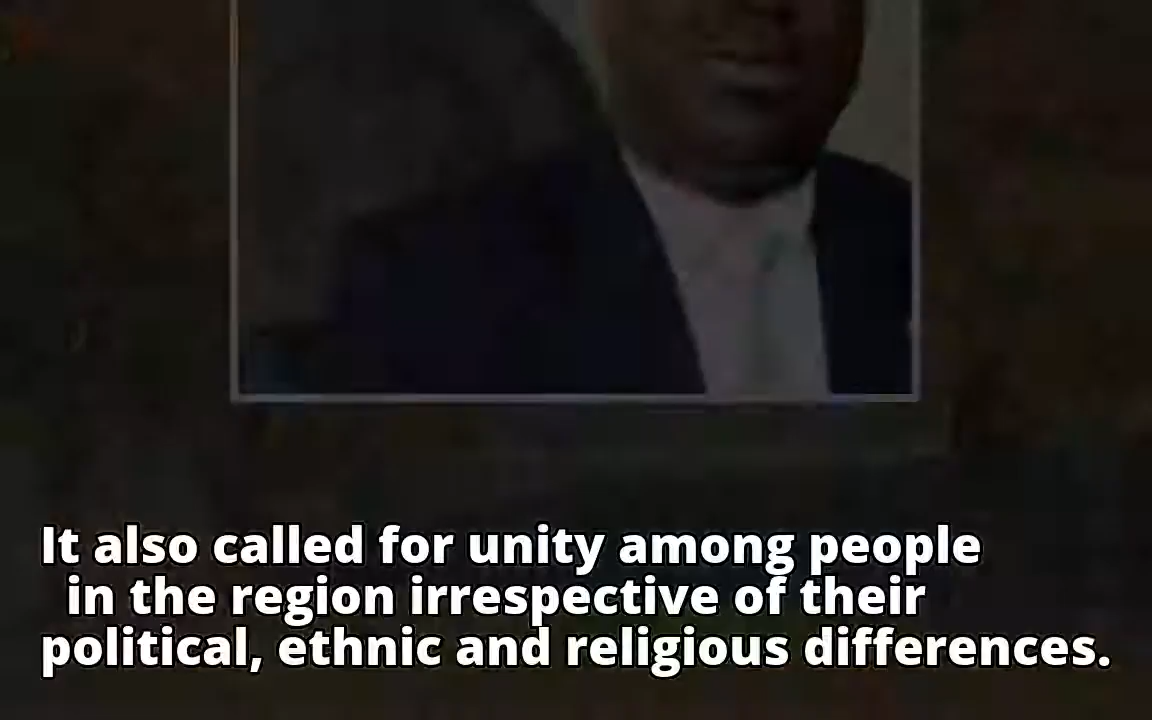 It also called for unity among people
in the region irrespective of their
political, ethnic and religious differences.